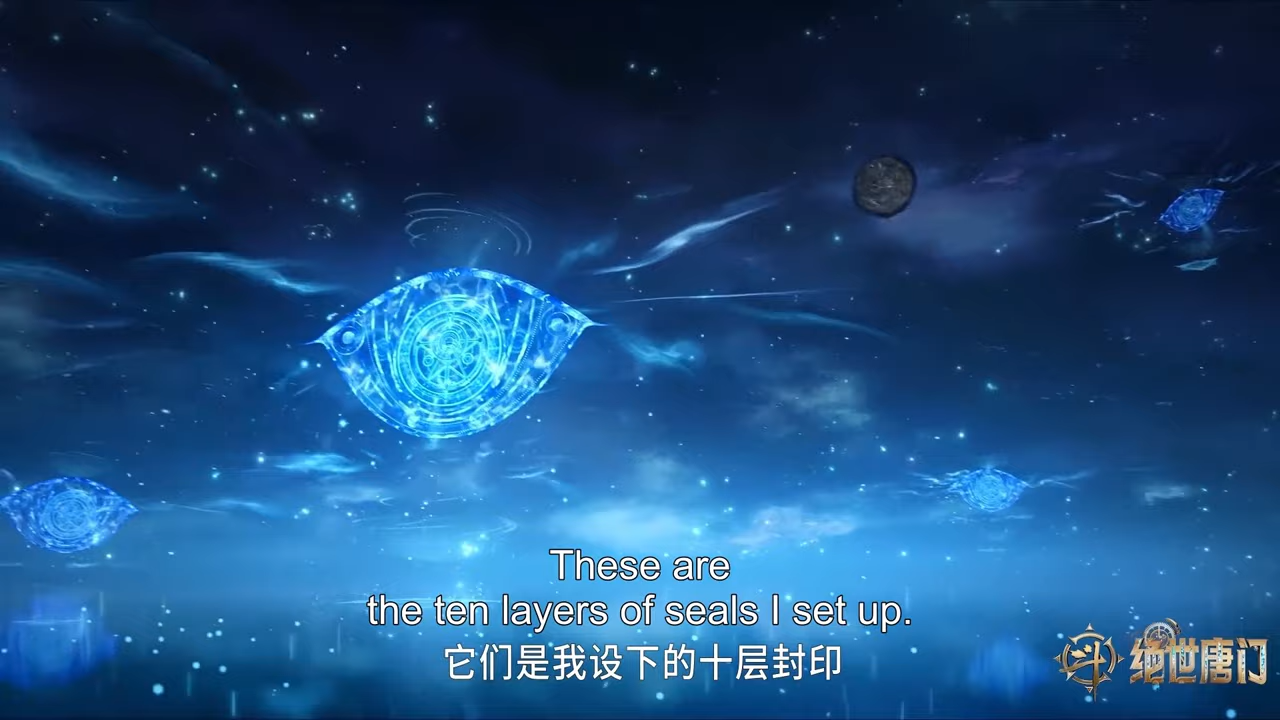 These are
the ten layers of seals I set up.
它们是我设下的十层封印
斗 绝世唐门